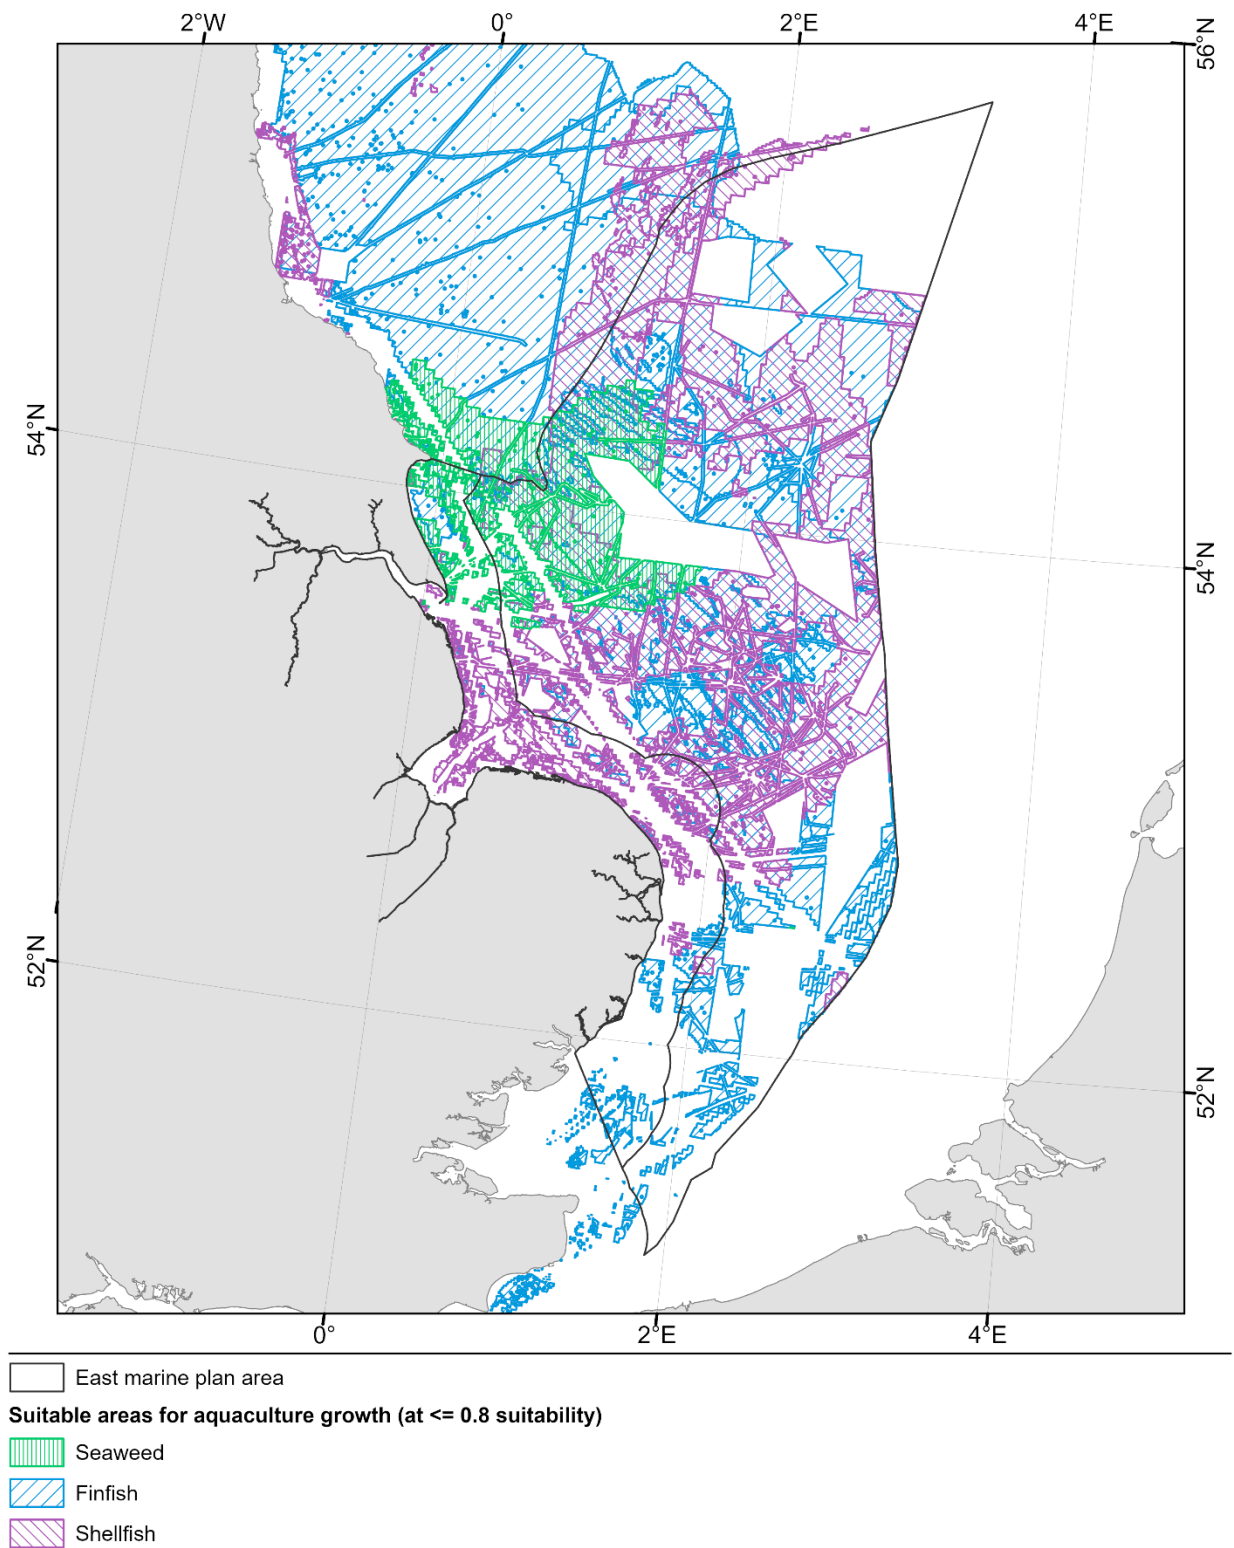 2°W 0° 2°E 4°E
56°N
54°N
54°N
52°N
52°N
0° 2°E 4°E
East marine plan area
Suitable areas for aquaculture growth (at <= 0.8 suitability)
Seaweed
Finfish
Shellfish